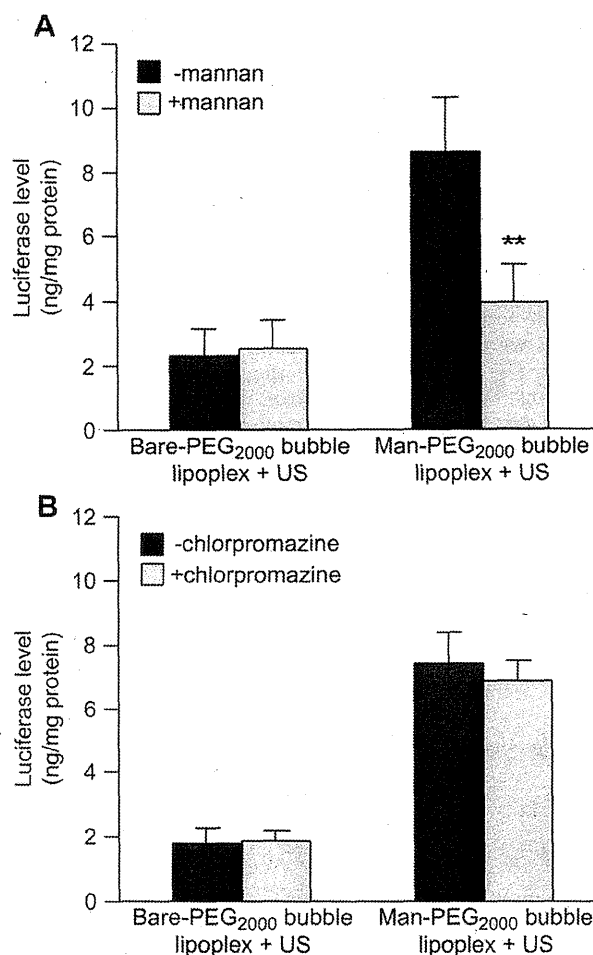 A
12
10
8
6
4
2
0
Luciferase level
(ng/mg protein)
-mannan
+mannan
**
Bare-PEG2000 bubble
lipoplex + US
Man-PEG2000 bubble
lipoplex + US
B
12
10
8
6
4
2
0
Luciferase level
(ng/mg protein)
-chlorpromazine
+chlorpromazine
Bare-PEG2000 bubble
lipoplex + US
Man-PEG2000 bubble
lipoplex + US